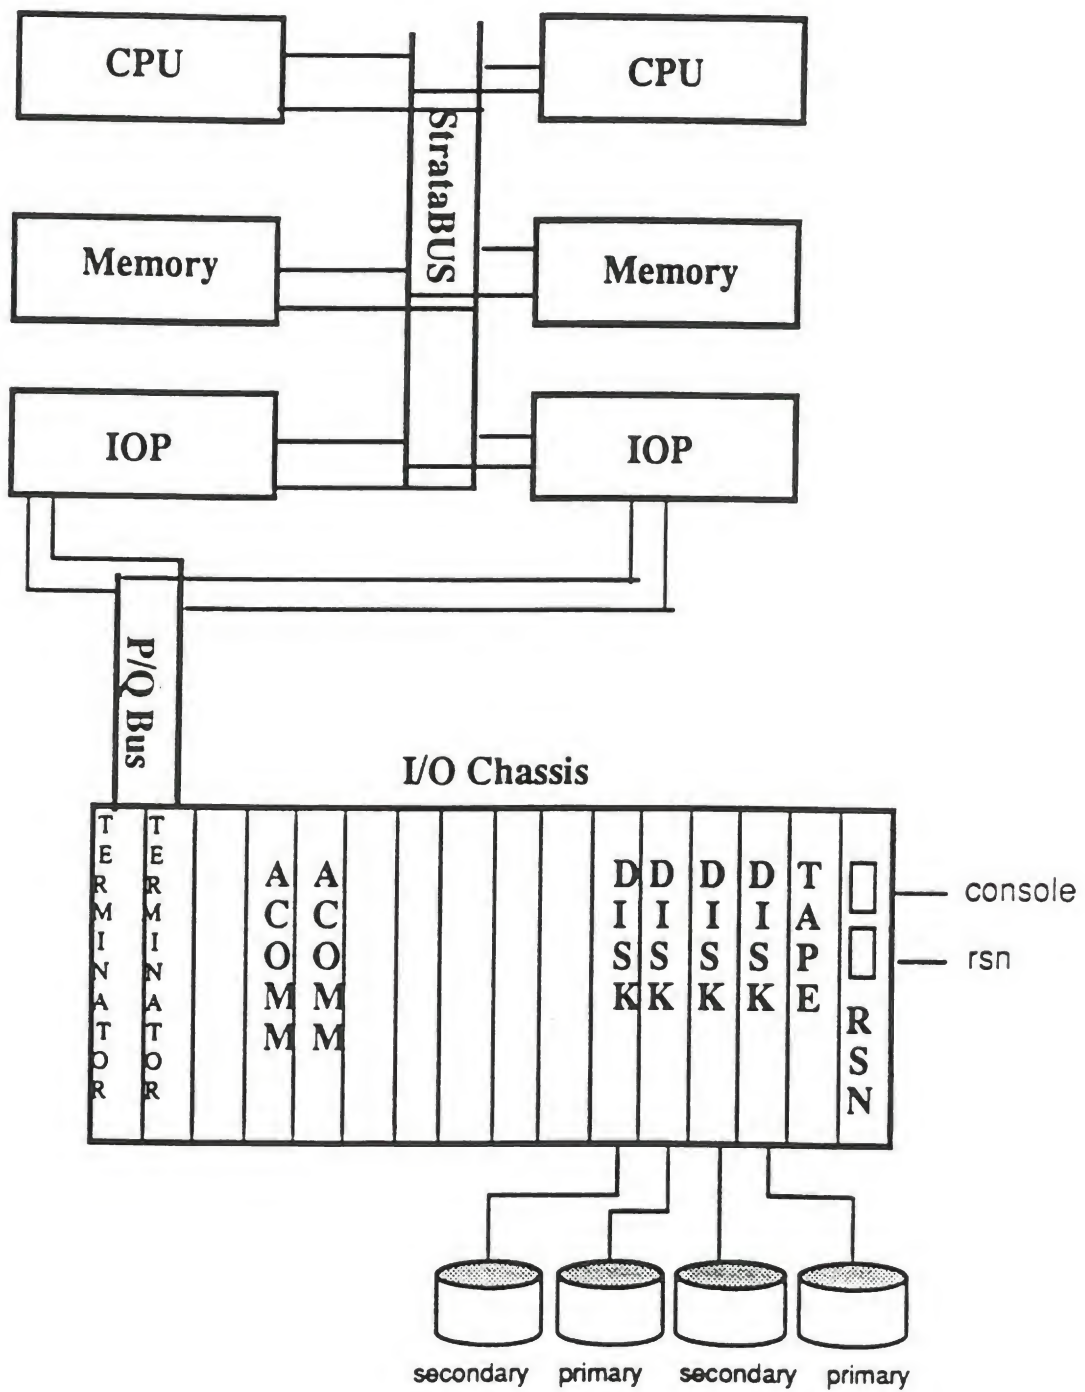 CPU
CPU
StrataBUS
Memory
Memory
IOP
IOP
P/Q Bus
I/O Chassis
TERMINATOR
TERMINATOR
ACOMM
ACOMM
DISK
DISK
DISK
DISK
TAPE
RSN
console
rsn
secondary
primary
secondary
primary